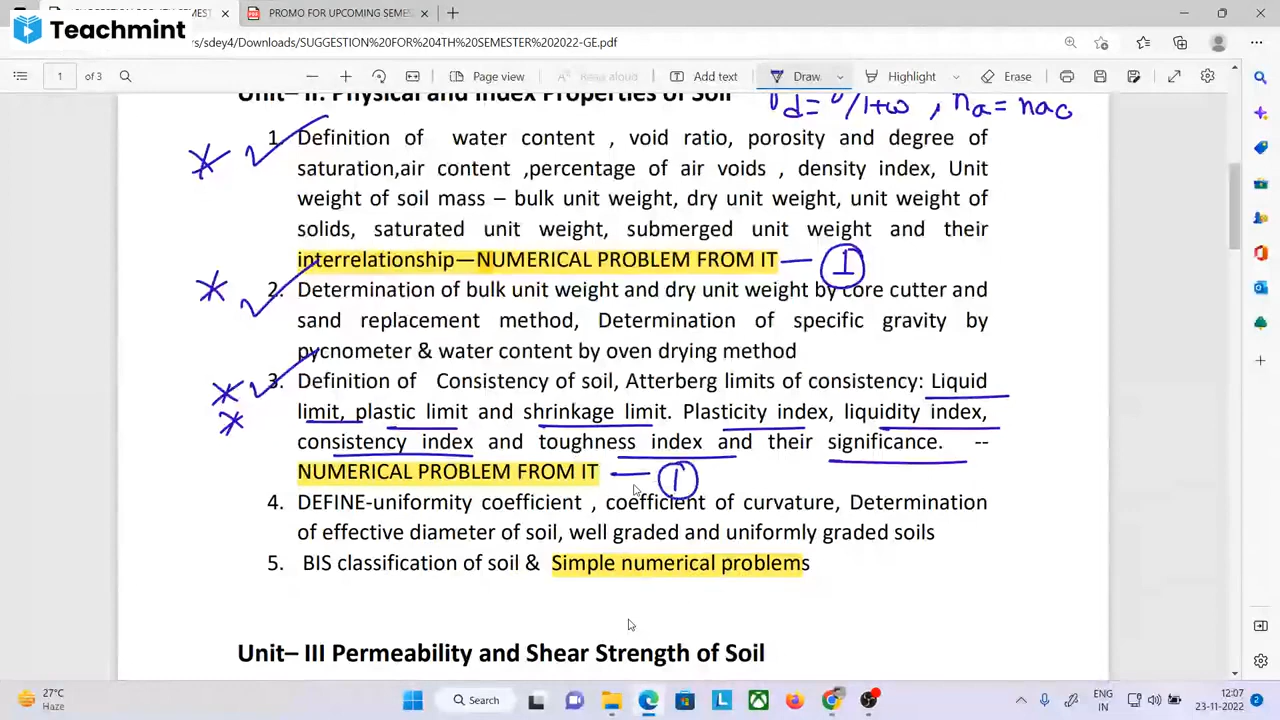 SUGGESTION FOR 4TH SEMEST
PROMO FOR UPCOMING SEMES
Teachmint
/sdey4/Downloads/SUGGESTION%20FOR%204TH%20SEMESTER%202022-GE.pdf
1 of 3
Page view
Read aloud
Add text
Draw
Highlight
Erase
Unit– II: Physical and Index Properties of Soil
1. Definition of water content , void ratio, porosity and degree of
saturation,air content ,percentage of air voids , density index, Unit
weight of soil mass – bulk unit weight, dry unit weight, unit weight of
solids, saturated unit weight, submerged unit weight and their
interrelationship—NUMERICAL PROBLEM FROM IT — 1
2. Determination of bulk unit weight and dry unit weight by core cutter and
sand replacement method, Determination of specific gravity by
pycnometer & water content by oven drying method
3. Definition of Consistency of soil, Atterberg limits of consistency: Liquid
limit, plastic limit and shrinkage limit. Plasticity index, liquidity index,
consistency index and toughness index and their significance. --
NUMERICAL PROBLEM FROM IT — 1
4. DEFINE-uniformity coefficient , coefficient of curvature, Determination
of effective diameter of soil, well graded and uniformly graded soils
5. BIS classification of soil & Simple numerical problems
Unit– III Permeability and Shear Strength of Soil
27°C
Haze
Search
ENG
IN
12:07
23-11-2022